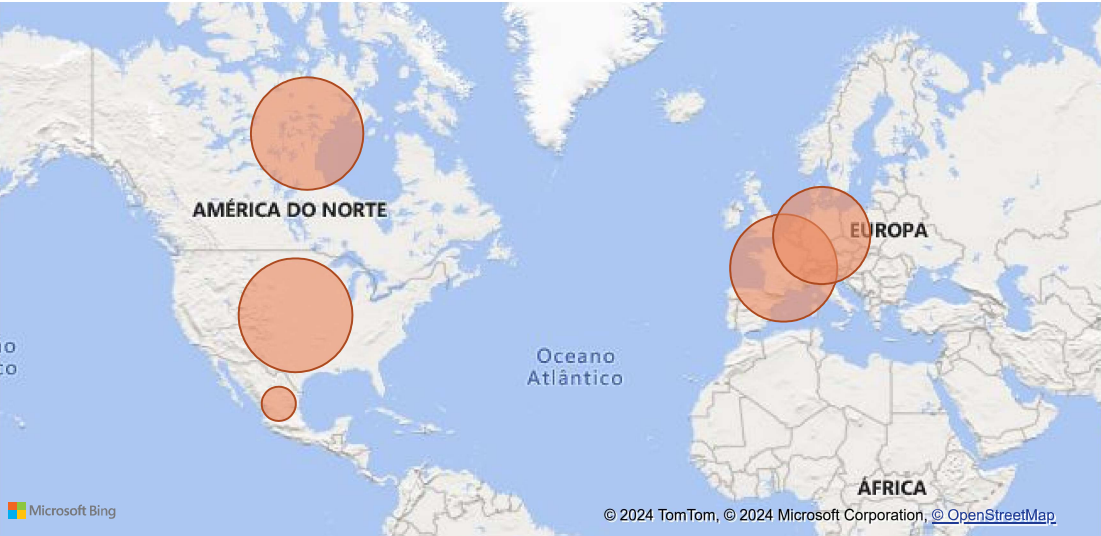 AMÉRICA DO NORTE
EUROPA
Oceano
Atlântico
ÁFRICA
Microsoft Bing
© 2024 TomTom, © 2024 Microsoft Corporation, © OpenStreetMap